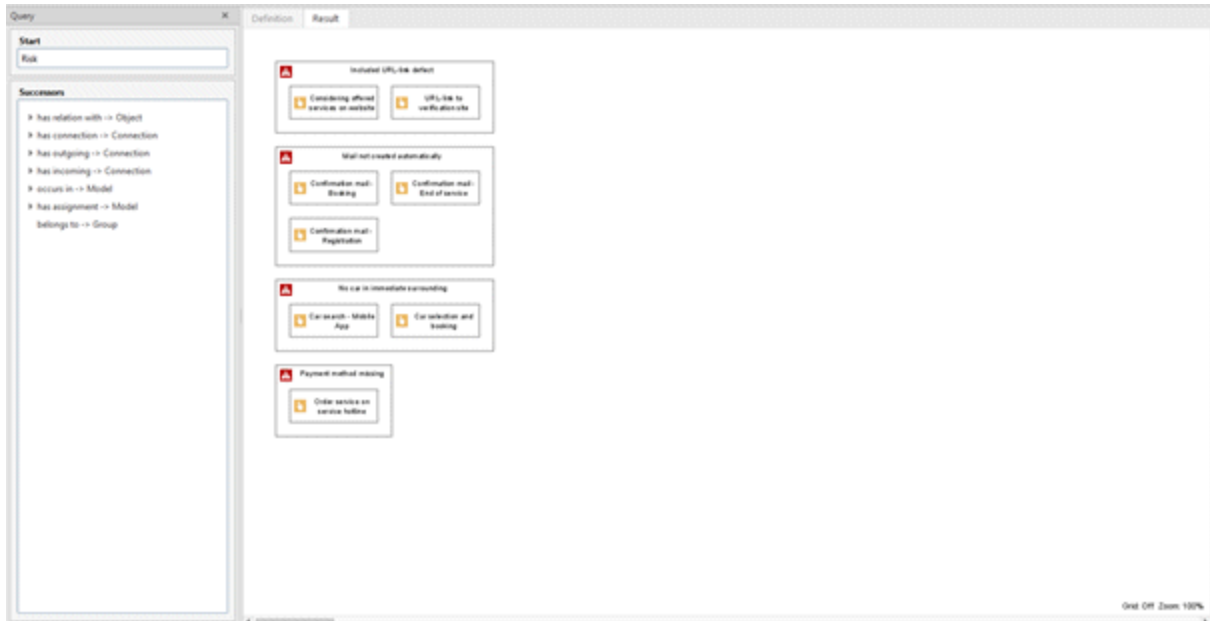 Query
Start
Risk
Successors
has relation with -> Object
has connection -> Connection
has outgoing -> Connection
has incoming -> Connection
occurs in -> Model
has assignment -> Model
belongs to -> Group
Definition Result
Included URL-link defect
Considering offered
services on website
URL-link to
verification site
Mail not created automatically
Confirmation mail -
Booking
Confirmation mail -
End of service
Confirmation mail -
Registration
No car in immediate surrounding
Car search - Mobile
App
Car selection and
booking
Payment method missing
Order service on
service hotline
Grid: Off Zoom: 100%